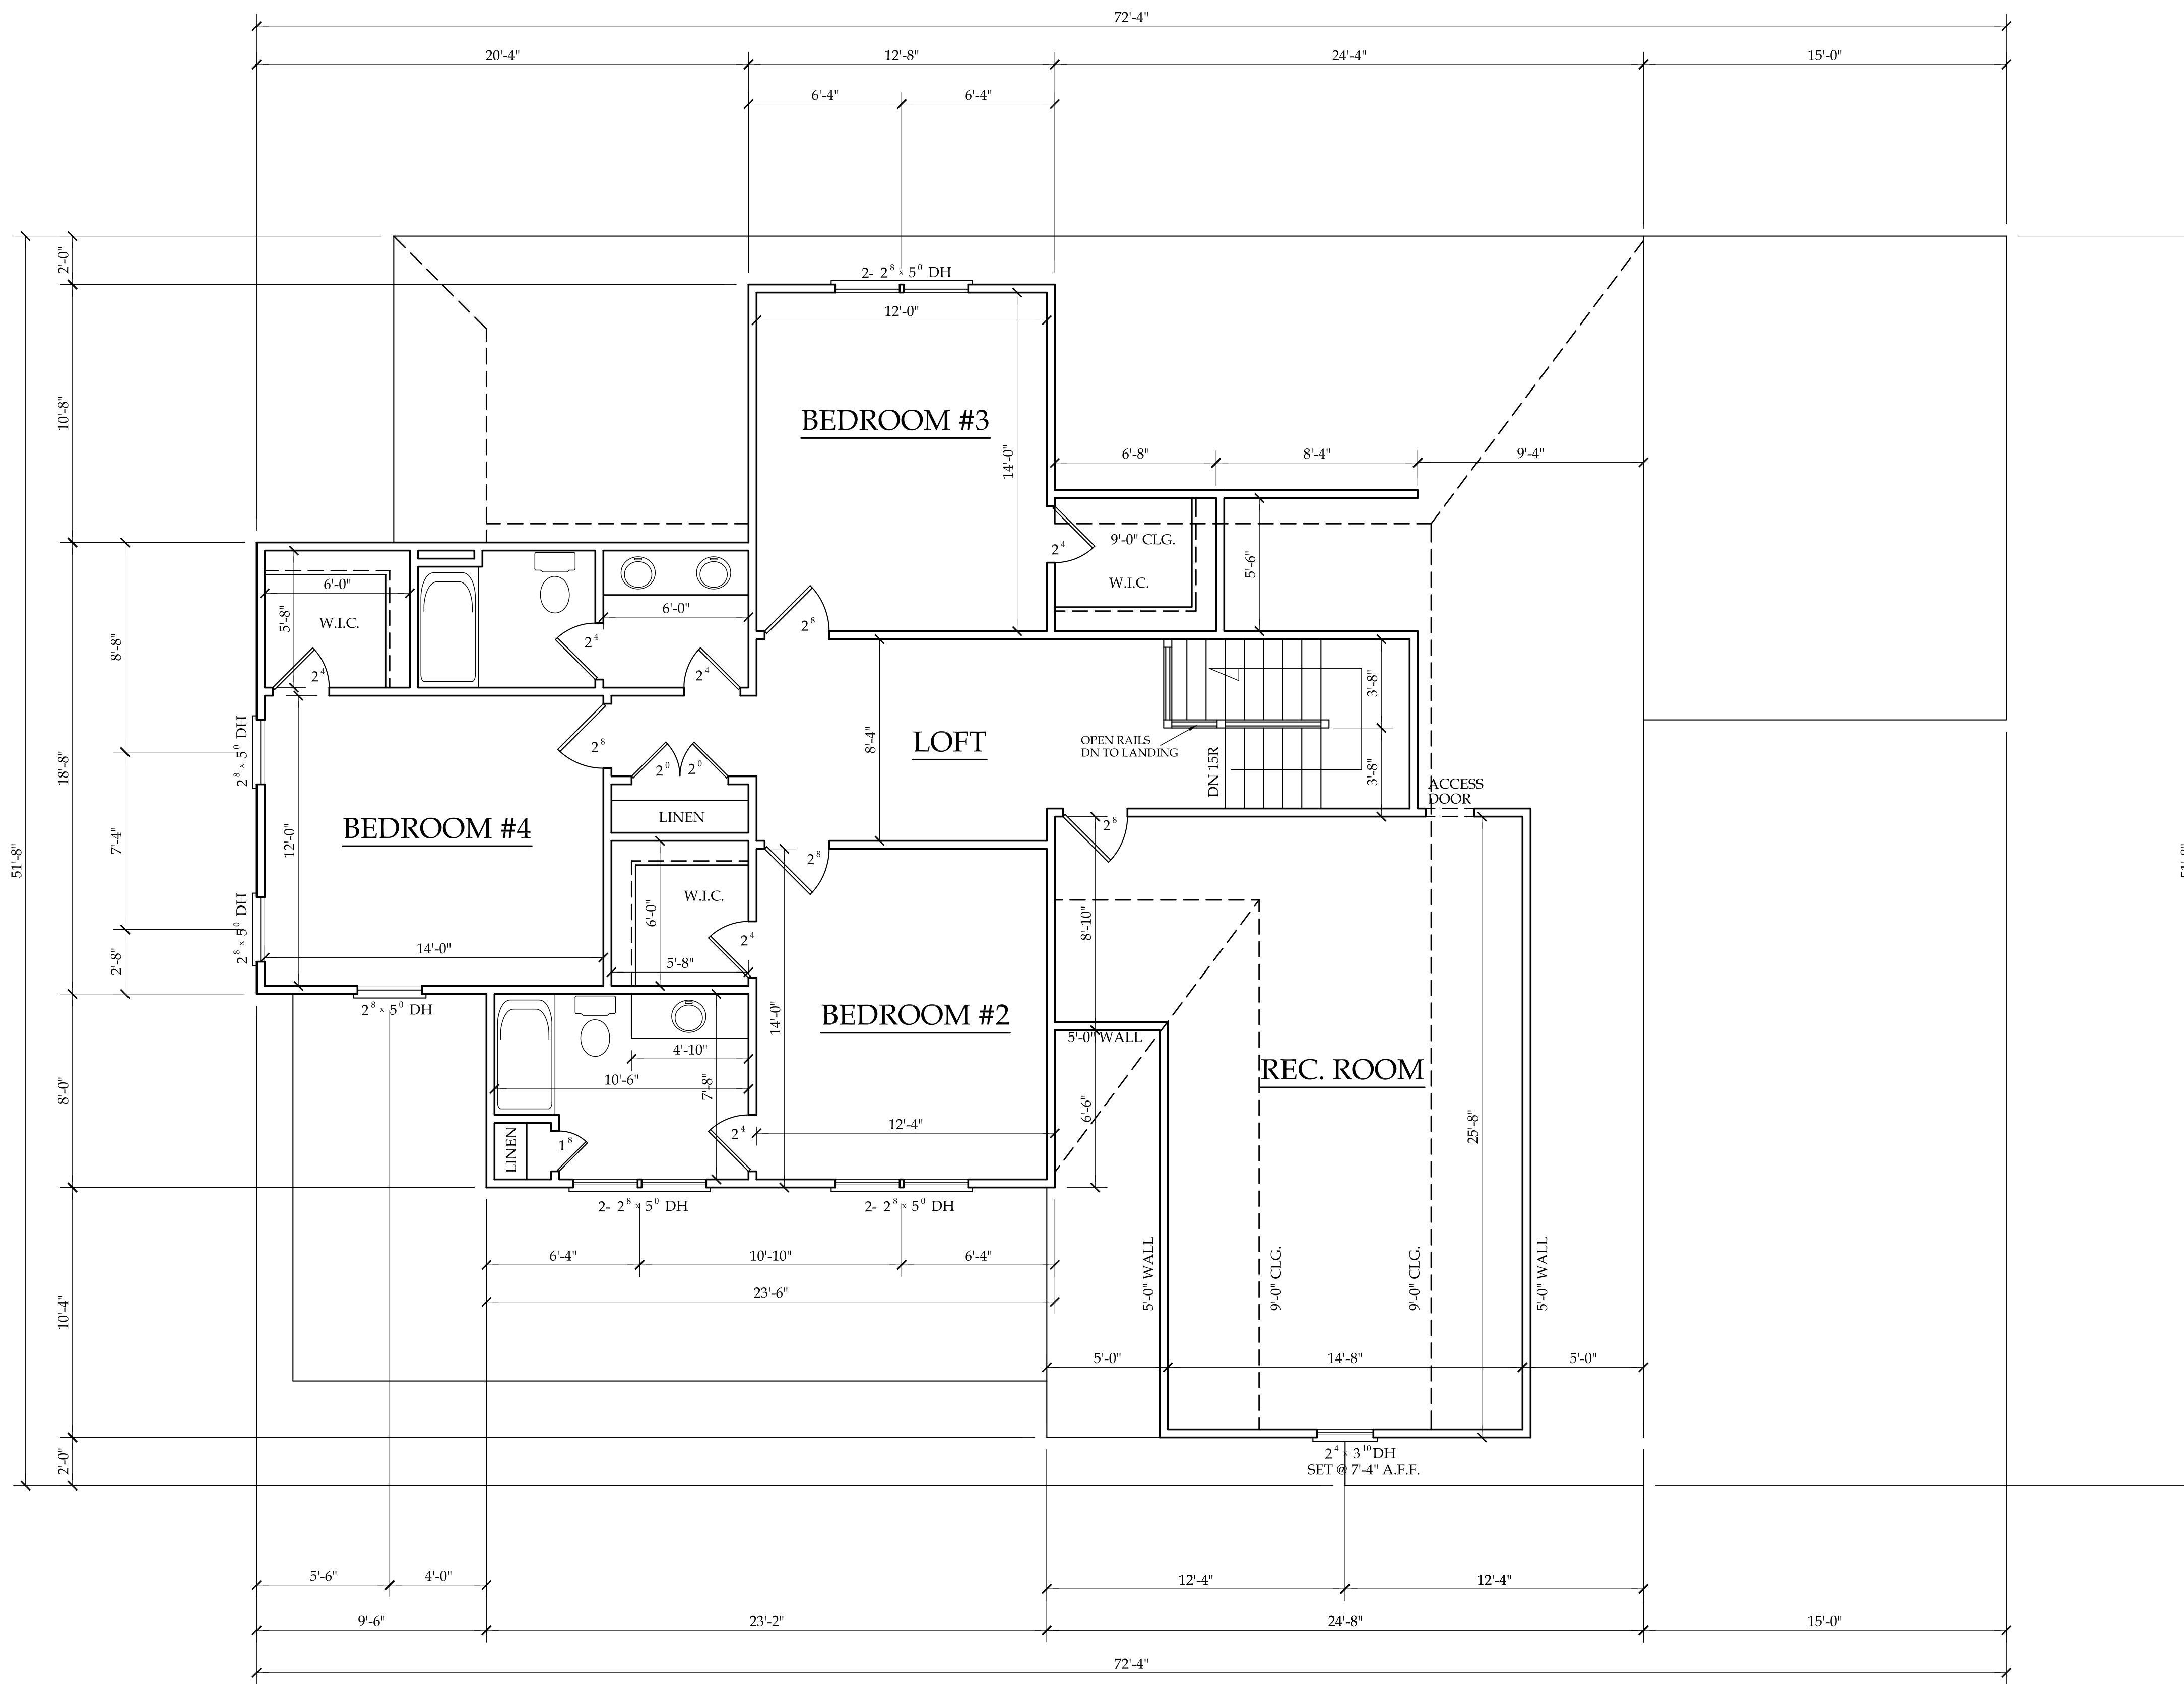 72'-4"
20'-4"
12'-8"
24'-4"
15'-0"
6'-4"
6'-4"
2'-0"
2- 2⁸ x 5⁰ DH
12'-0"
10'-8"
BEDROOM #3
14'-0"
6'-8"
8'-4"
9'-4"
2⁴
9'-0" CLG.
W.I.C.
5'-6"
6'-0"
5'-8"
W.I.C.
2⁴
8'-8"
6'-0"
2⁴
2⁴
2⁸
3'-8"
2⁸ x 5⁰ DH
2⁸
2⁰
2⁰
8'-4"
LOFT
OPEN RAILS
DN TO LANDING
DN 15R
3'-8"
ACCESS
DOOR
18'-8"
7'-4"
12'-0"
BEDROOM #4
LINEN
2⁸
2⁸
51'-8"
2⁸ x 5⁰ DH
2'-8"
14'-0"
W.I.C.
6'-0"
2⁴
5'-8"
8'-10"
2⁸ x 5⁰ DH
14'-0"
BEDROOM #2
5'-0" WALL
REC. ROOM
4'-10"
10'-6"
7'-8"
8'-0"
6'-6"
12'-4"
25'-8"
LINEN
1⁸
2⁴
2- 2⁸ x 5⁰ DH
2- 2⁸ x 5⁰ DH
6'-4"
10'-10"
6'-4"
23'-6"
10'-4"
5'-0" WALL
9'-0" CLG.
9'-0" CLG.
5'-0" WALL
5'-0"
14'-8"
5'-0"
2'-0"
2⁴ x 3¹⁰ DH
SET @ 7'-4" A.F.F.
5'-6"
4'-0"
12'-4"
12'-4"
9'-6"
23'-2"
24'-8"
15'-0"
72'-4"